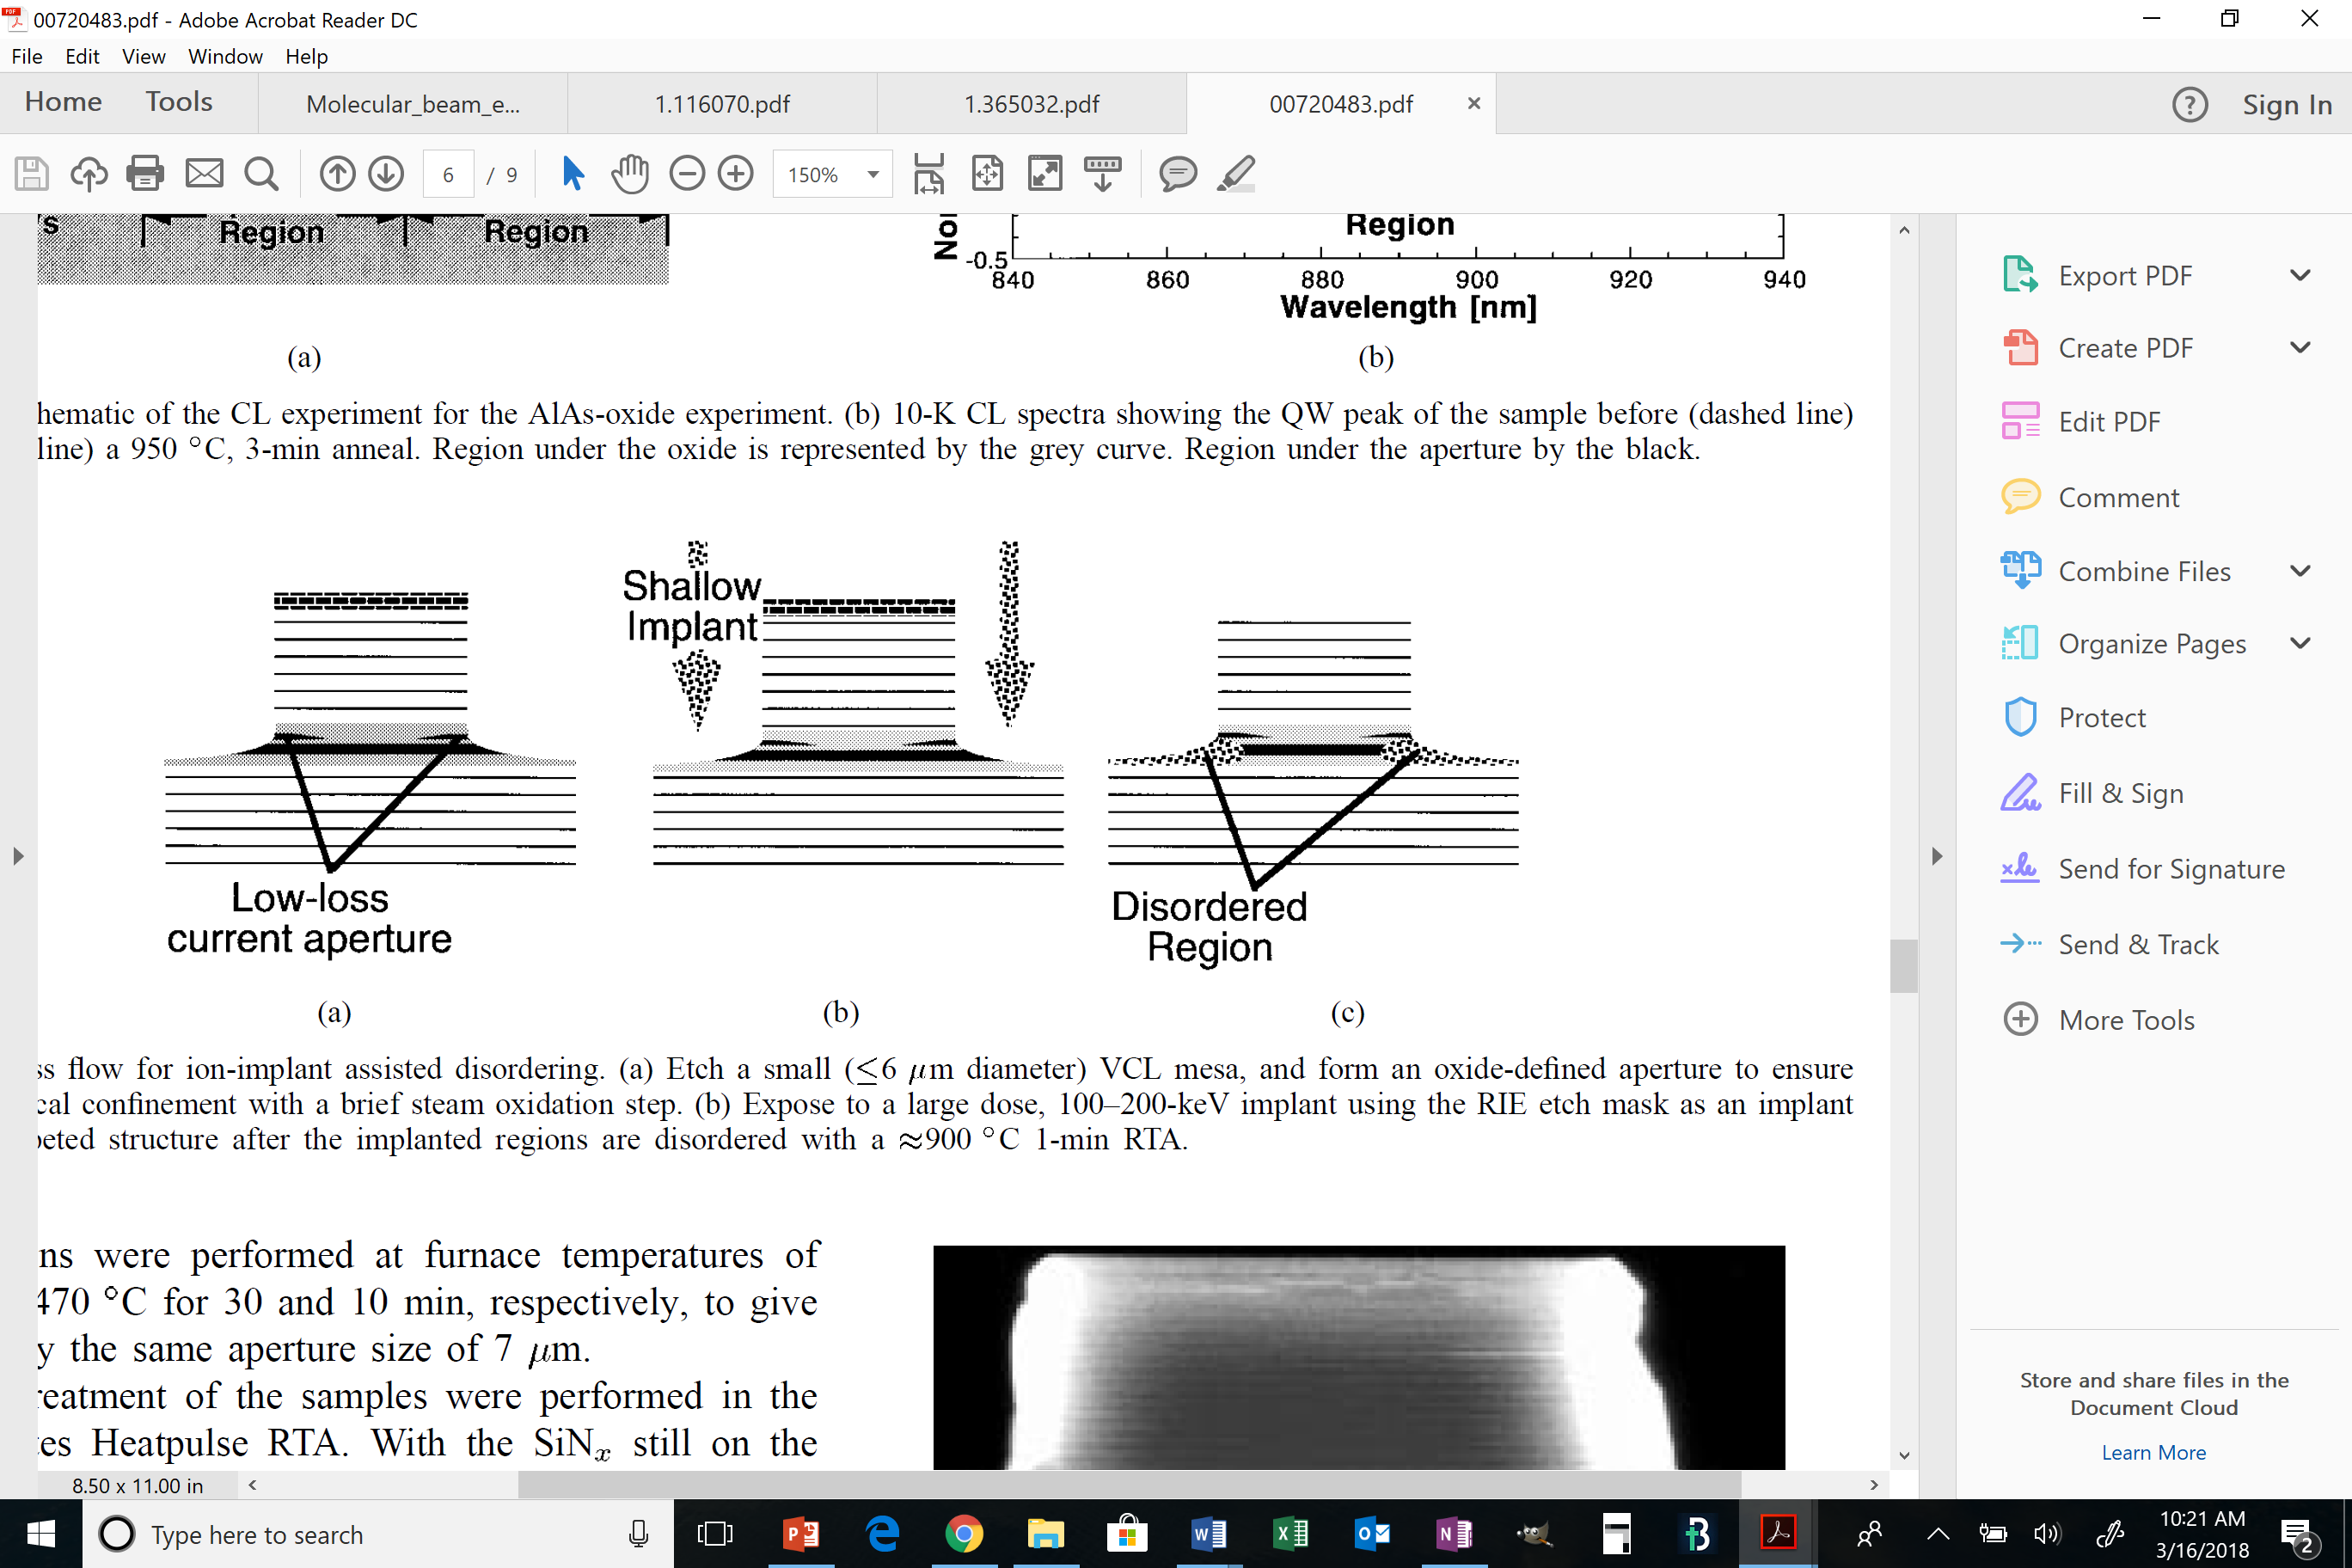 00720483.pdf - Adobe Acrobat Reader DC
File Edit View Window Help
Home Tools Molecular_beam_e... 1.116070.pdf 1.365032.pdf 00720483.pdf × ? Sign In
6 / 9 150%
s Region Region
No
Region
-0.5
840 860 880 900 920 940
Wavelength [nm]
(a) (b)
hematic of the CL experiment for the AlAs-oxide experiment. (b) 10-K CL spectra showing the QW peak of the sample before (dashed line)
line) a 950 °C, 3-min anneal. Region under the oxide is represented by the grey curve. Region under the aperture by the black.
Shallow
Implant
Low-loss
current aperture
Disordered
Region
(a) (b) (c)
ss flow for ion-implant assisted disordering. (a) Etch a small (≤6 μm diameter) VCL mesa, and form an oxide-defined aperture to ensure
cal confinement with a brief steam oxidation step. (b) Expose to a large dose, 100–200-keV implant using the RIE etch mask as an implant
eted structure after the implanted regions are disordered with a ≈900 °C 1-min RTA.
ns were performed at furnace temperatures of
470 °C for 30 and 10 min, respectively, to give
y the same aperture size of 7 μm.
reatment of the samples were performed in the
es Heatpulse RTA. With the SiNx still on the
8.50 x 11.00 in
Export PDF
Create PDF
Edit PDF
Comment
Combine Files
Organize Pages
Protect
Fill & Sign
Send for Signature
Send & Track
More Tools
Store and share files in the
Document Cloud
Learn More
Type here to search
10:21 AM
3/16/2018
2